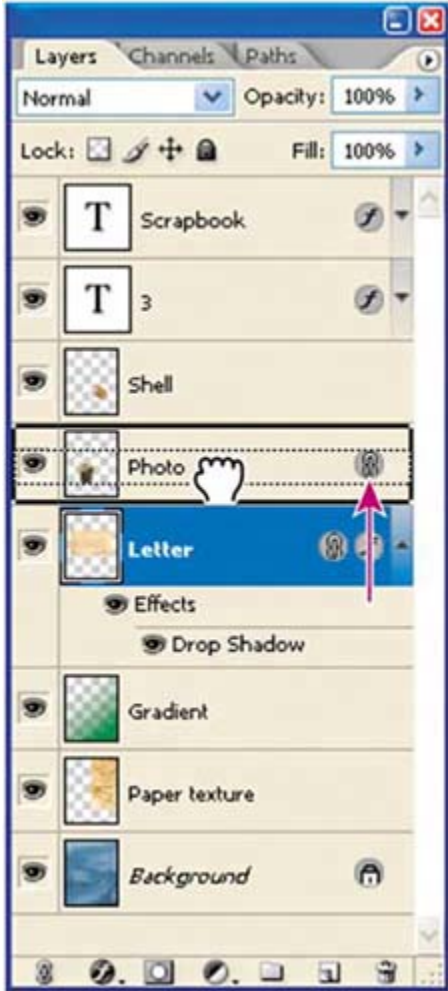 Layers Channels Paths
Normal Opacity: 100%
Lock: Fill: 100%
T Scrapbook
T 3
Shell
Photo
Letter
Effects
Drop Shadow
Gradient
Paper texture
Background